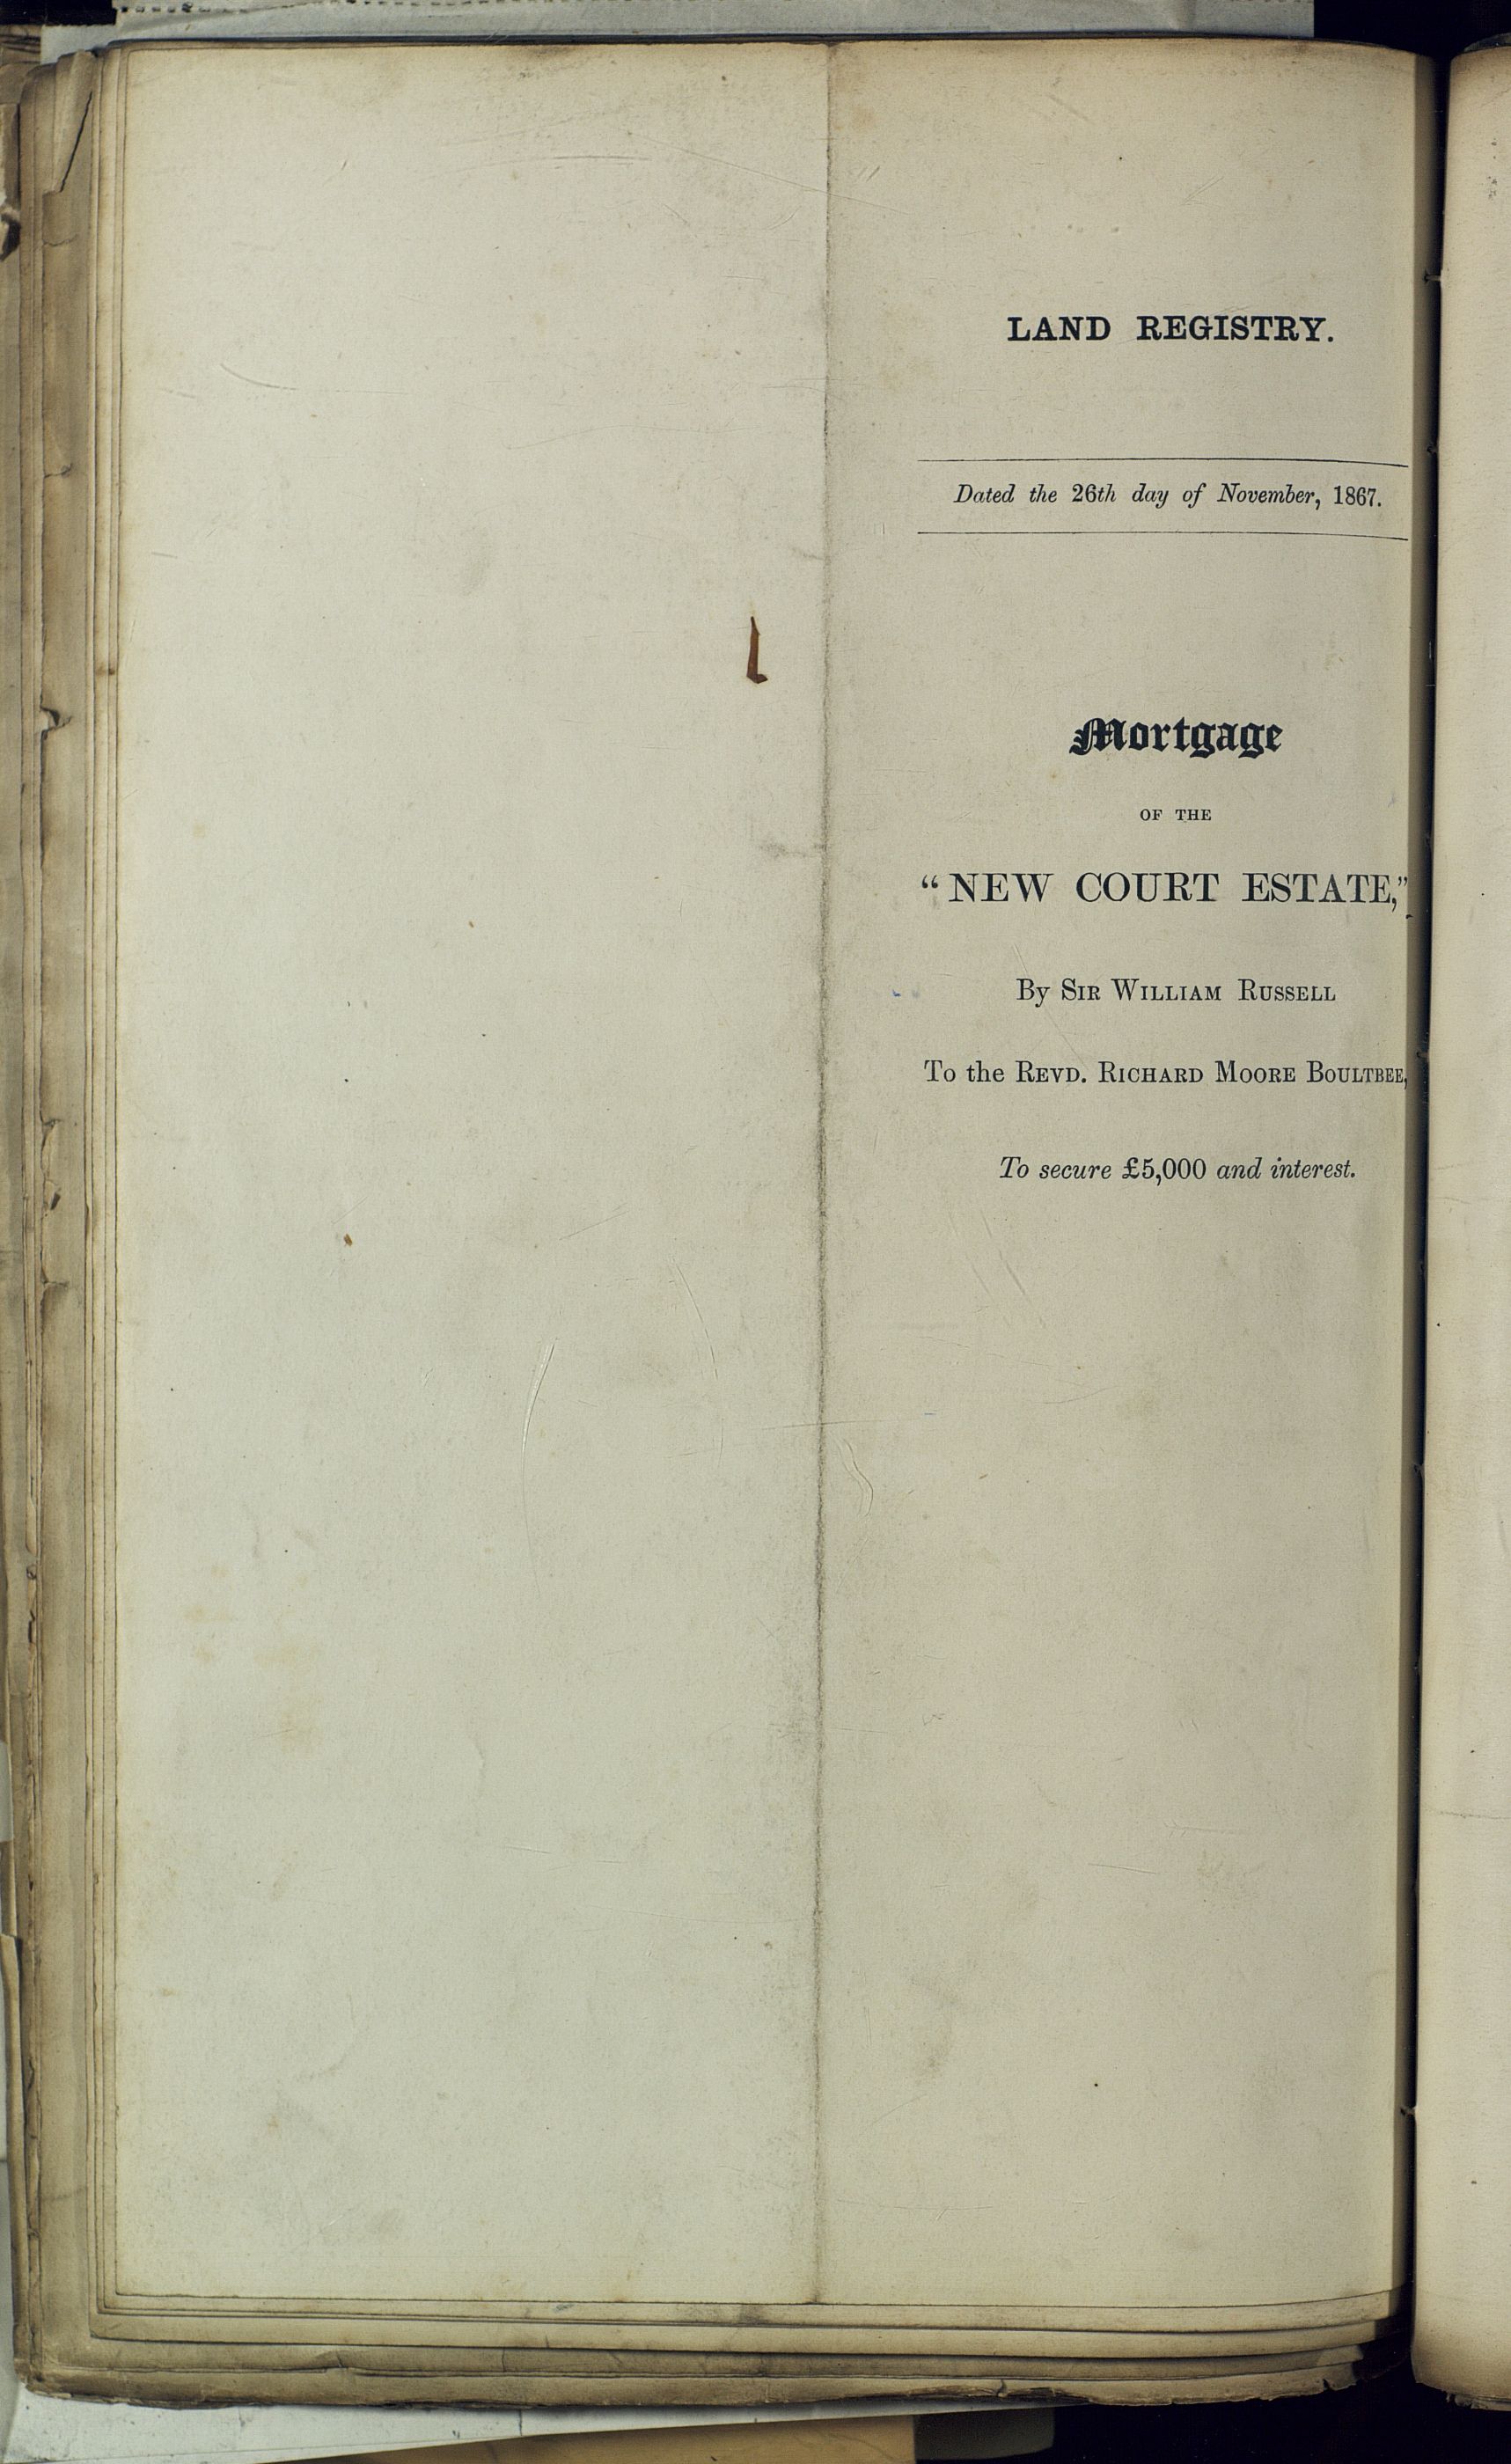 LAND REGISTRY.
Dated the 26th day of November, 1867.
Mortgage
OF THE
“NEW COURT ESTATE,”
By SIR WILLIAM RUSSELL
To the REVD. RICHARD MOORE BOULTBEE,
To secure £5,000 and interest.